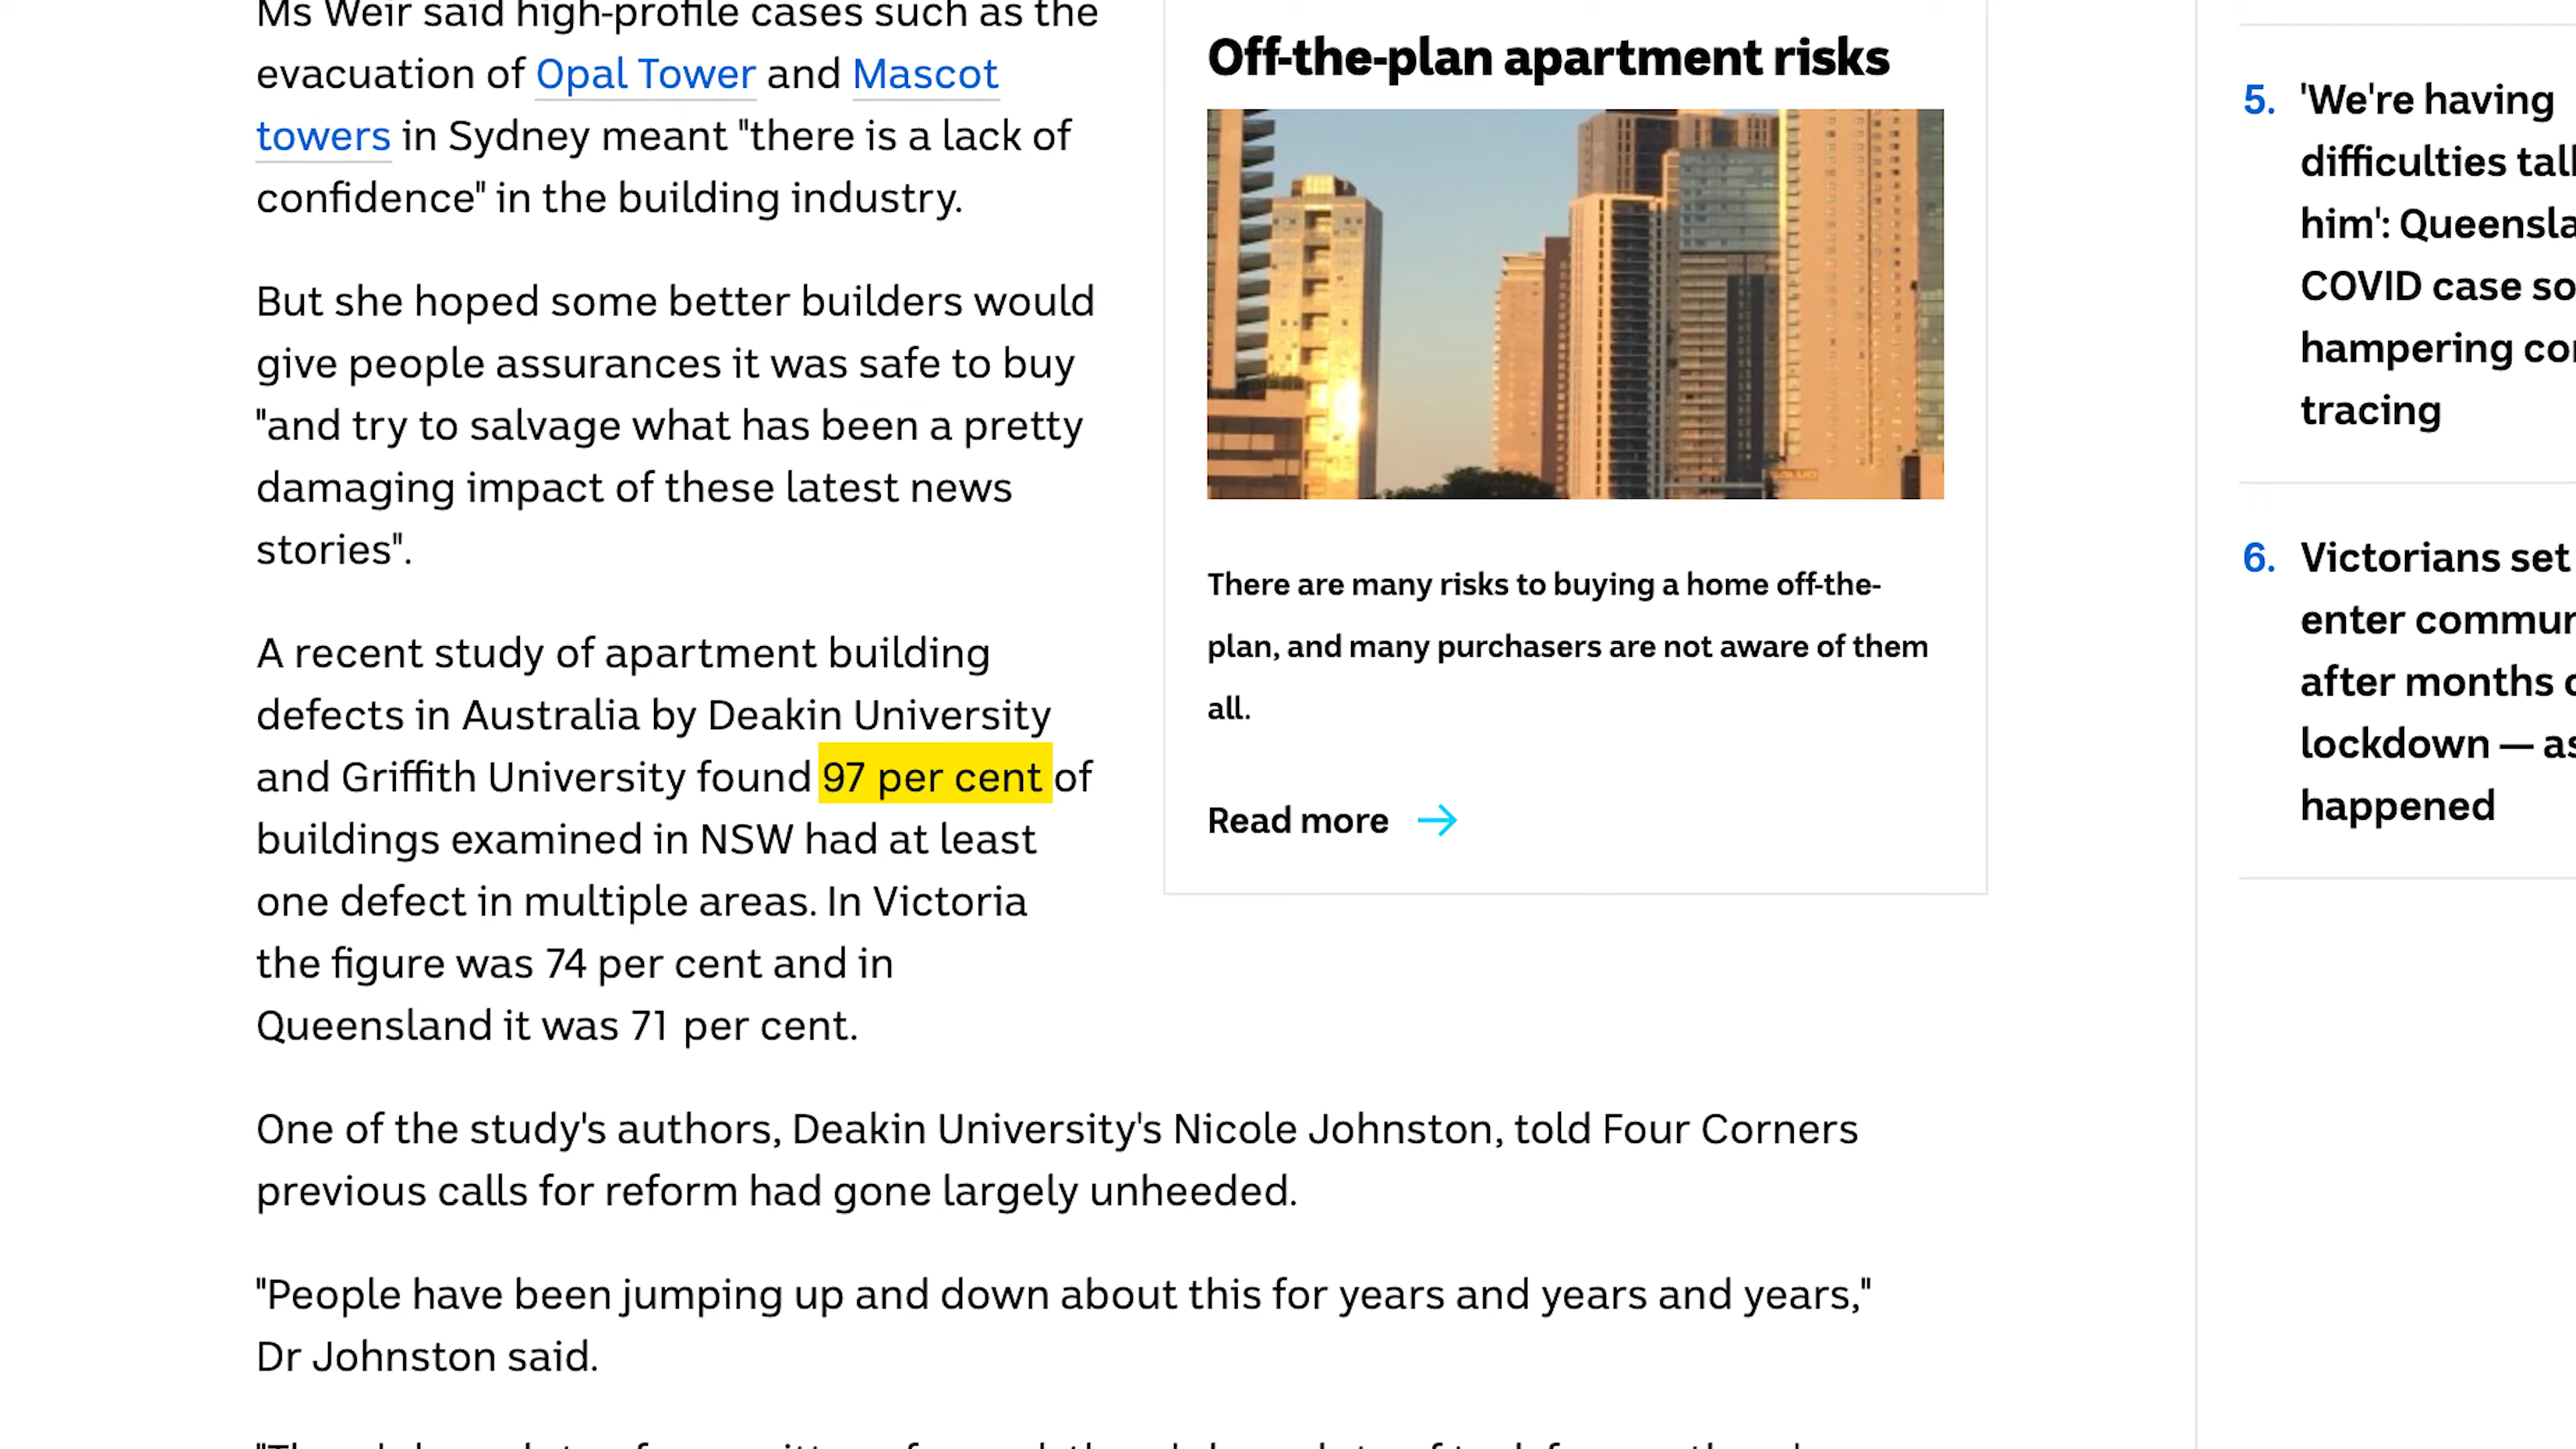 Ms Weir said high-profile cases such as the
evacuation of Opal Tower and Mascot
towers in Sydney meant "there is a lack of
confidence" in the building industry.
But she hoped some better builders would
give people assurances it was safe to buy
"and try to salvage what has been a pretty
damaging impact of these latest news
stories".
A recent study of apartment building
defects in Australia by Deakin University
and Griffith University found 97 per cent of
buildings examined in NSW had at least
one defect in multiple areas. In Victoria
the figure was 74 per cent and in
Queensland it was 71 per cent.
One of the study's authors, Deakin University's Nicole Johnston, told Four Corners
previous calls for reform had gone largely unheeded.
"People have been jumping up and down about this for years and years and years,"
Dr Johnston said.
Off-the-plan apartment risks
There are many risks to buying a home off-the-
plan, and many purchasers are not aware of them
all.
Read more
5. 'We're having
difficulties
him':
COVID case
hampering
tracing
6. Victorians set
enter
after months
lockdown —
happened